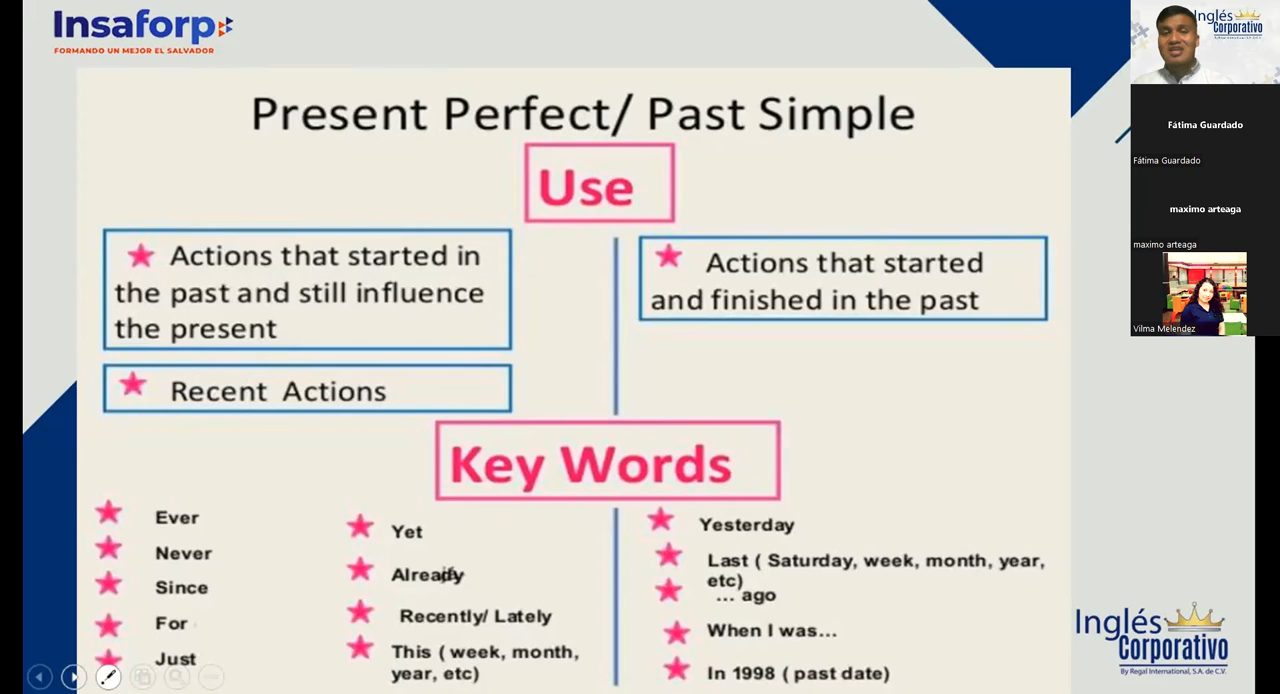 Insaforp
FORMANDO UN MEJOR EL SALVADOR
Present Perfect/ Past Simple
Use
Actions that started in
the past and still influence
the present
Recent Actions
Actions that started
and finished in the past
Key Words
Ever
Never
Since
For
Just
Yet
Already
Recently/ Lately
This ( week, month,
year, etc)
Yesterday
Last ( Saturday, week, month, year,
etc)
... ago
When I was...
In 1998 ( past date)
Inglés
Corporativo
By Regal International, S.A. de C.V.
Inglés
Corporativo
Fátima Guardado
Fátima Guardado
maximo arteaga
maximo arteaga
Vilma Melendez